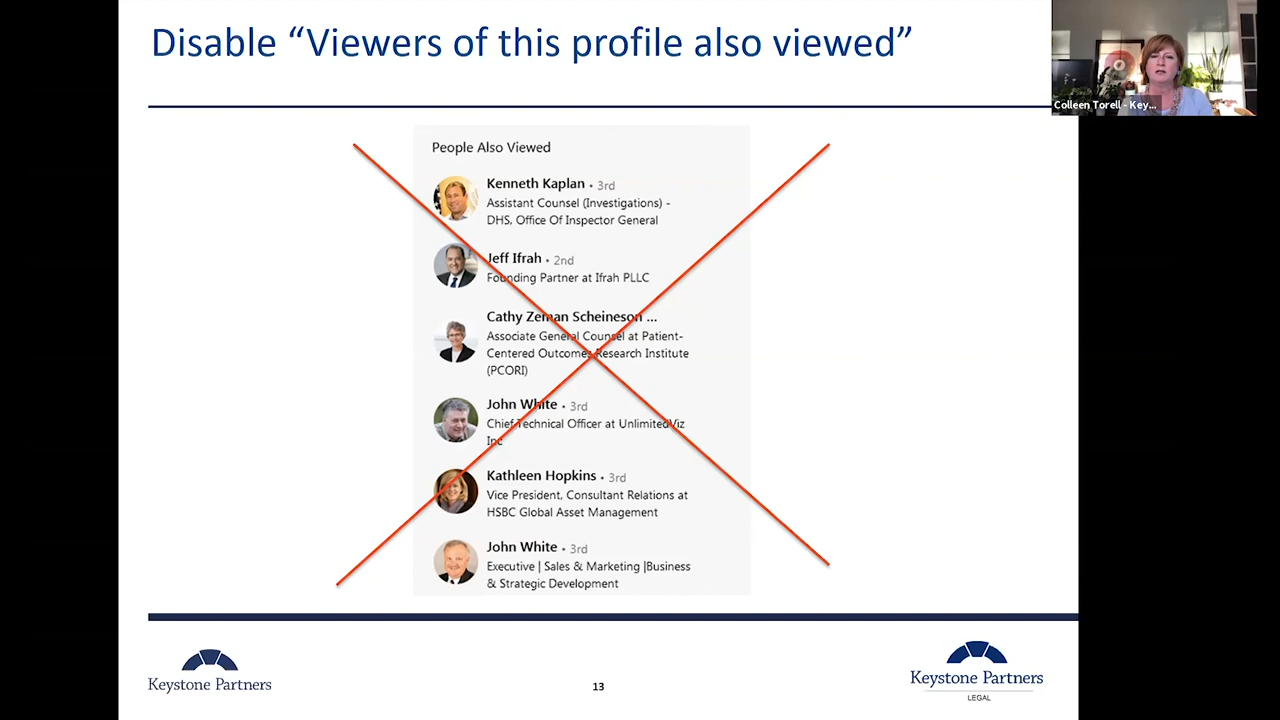 Disable “Viewers of this profile also viewed”
Colleen Torell - Key...
People Also Viewed
Kenneth Kaplan • 3rd
Assistant Counsel (Investigations) -
DHS, Office Of Inspector General
Jeff Ifrah • 2nd
Founding Partner at Ifrah PLLC
Cathy Zeman Scheineson ...
Associate General Counsel at Patient-
Centered Outcomes Research Institute
(PCORI)
John White • 3rd
Chief Technical Officer at UnlimitedViz
Inc
Kathleen Hopkins • 3rd
Vice President, Consultant Relations at
HSBC Global Asset Management
John White • 3rd
Executive | Sales & Marketing |Business
& Strategic Development
Keystone Partners
13
Keystone Partners
LEGAL